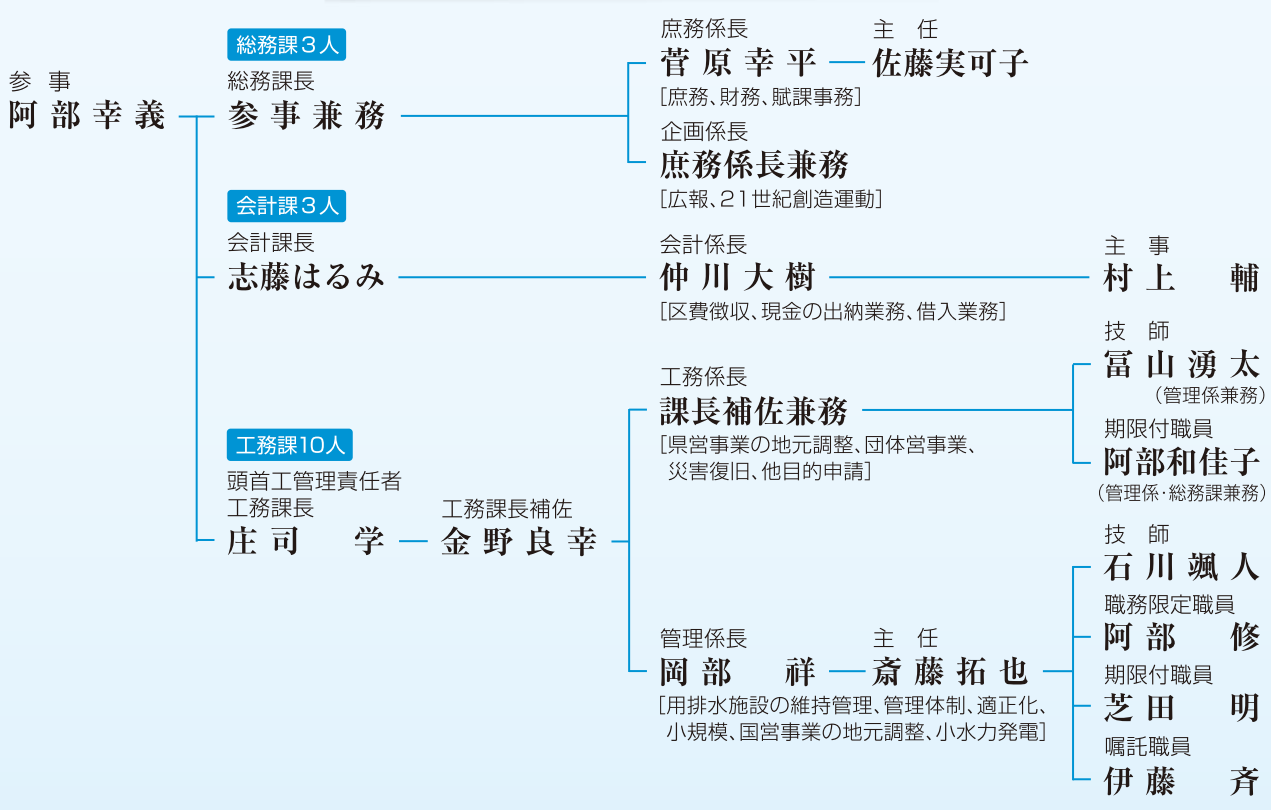 参事
阿部幸義
総務課3人
総務課長
参事兼務
庶務係長
菅原幸平
[庶務、財務、賦課事務]
主任
佐藤実可子
企画係長
庶務係長兼務
[広報、21世紀創造運動]
会計課3人
会計課長
志藤はるみ
会計係長
仲川大樹
[区費徴収、現金の出納業務、借入業務]
主事
村上 輔
工務課10人
頭首工管理責任者
工務課長
庄司 学
工務課長補佐
金野良幸
工務係長
課長補佐兼務
[県営事業の地元調整、団体営事業、
災害復旧、他目的申請]
技師
冨山湧太
(管理係兼務)
期限付職員
阿部和佳子
(管理係・総務課兼務)
管理係長
岡部 祥
[用排水施設の維持管理、管理体制、適正化、
小規模、国営事業の地元調整、小水力発電]
主任
斎藤拓也
技師
石川颯人
職務限定職員
阿部 修
期限付職員
芝田 明
嘱託職員
伊藤 斉